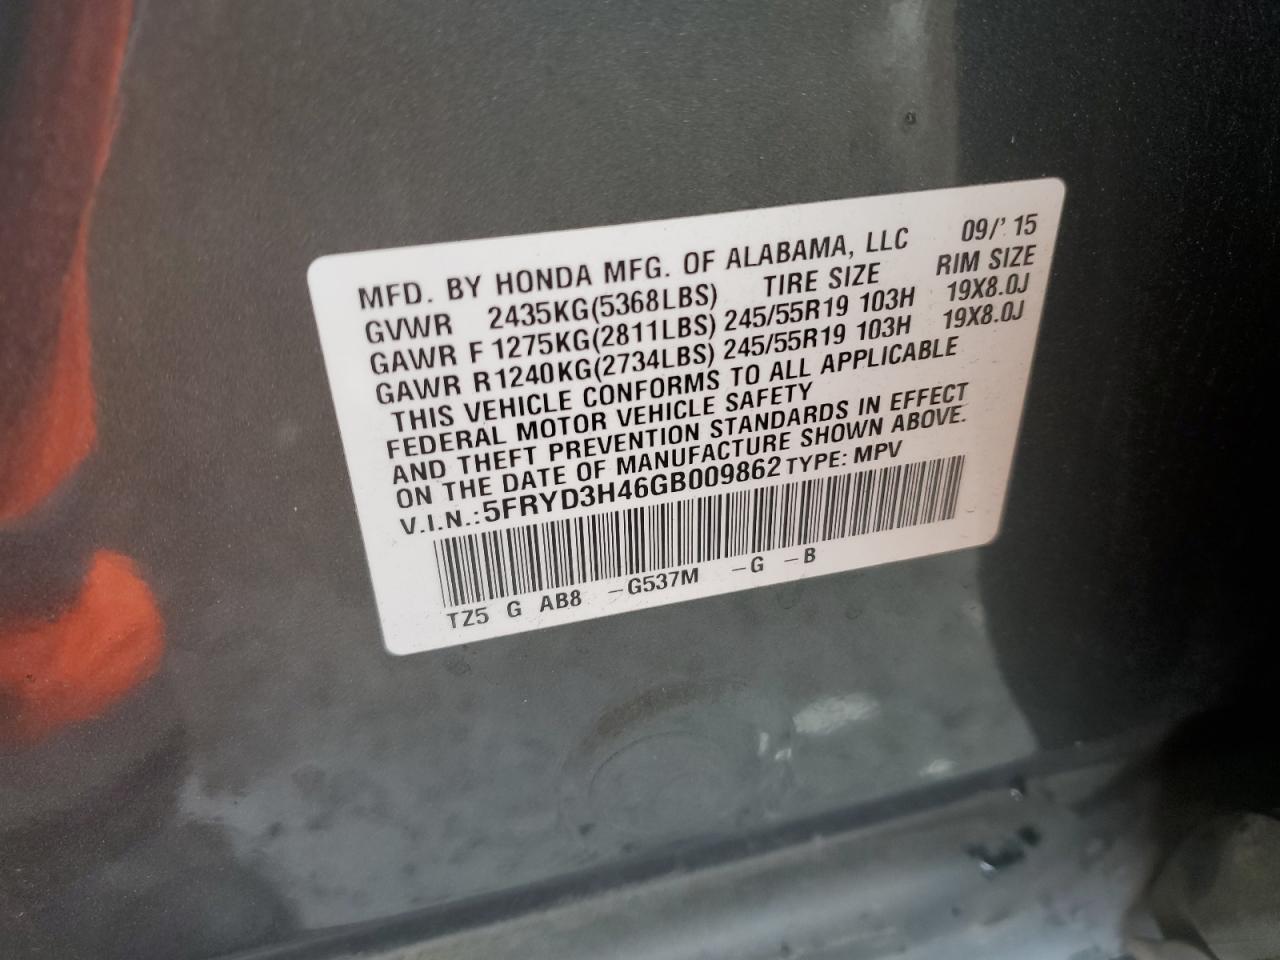 MFD. BY HONDA MFG. OF ALABAMA, LLC 09/'15
GVWR 2435KG(5368LBS) TIRE SIZE RIM SIZE
GAWR F 1275KG(2811LBS) 245/55R19 103H 19X8.0J
GAWR R 1240KG(2734LBS) 245/55R19 103H 19X8.0J
THIS VEHICLE CONFORMS TO ALL APPLICABLE
FEDERAL MOTOR VEHICLE SAFETY
AND THEFT PREVENTION STANDARDS IN EFFECT
ON THE DATE OF MANUFACTURE SHOWN ABOVE.
V.I.N.: 5FRYD3H46GB009862 TYPE: MPV
TZ5 G AB8 -G537M -G -B